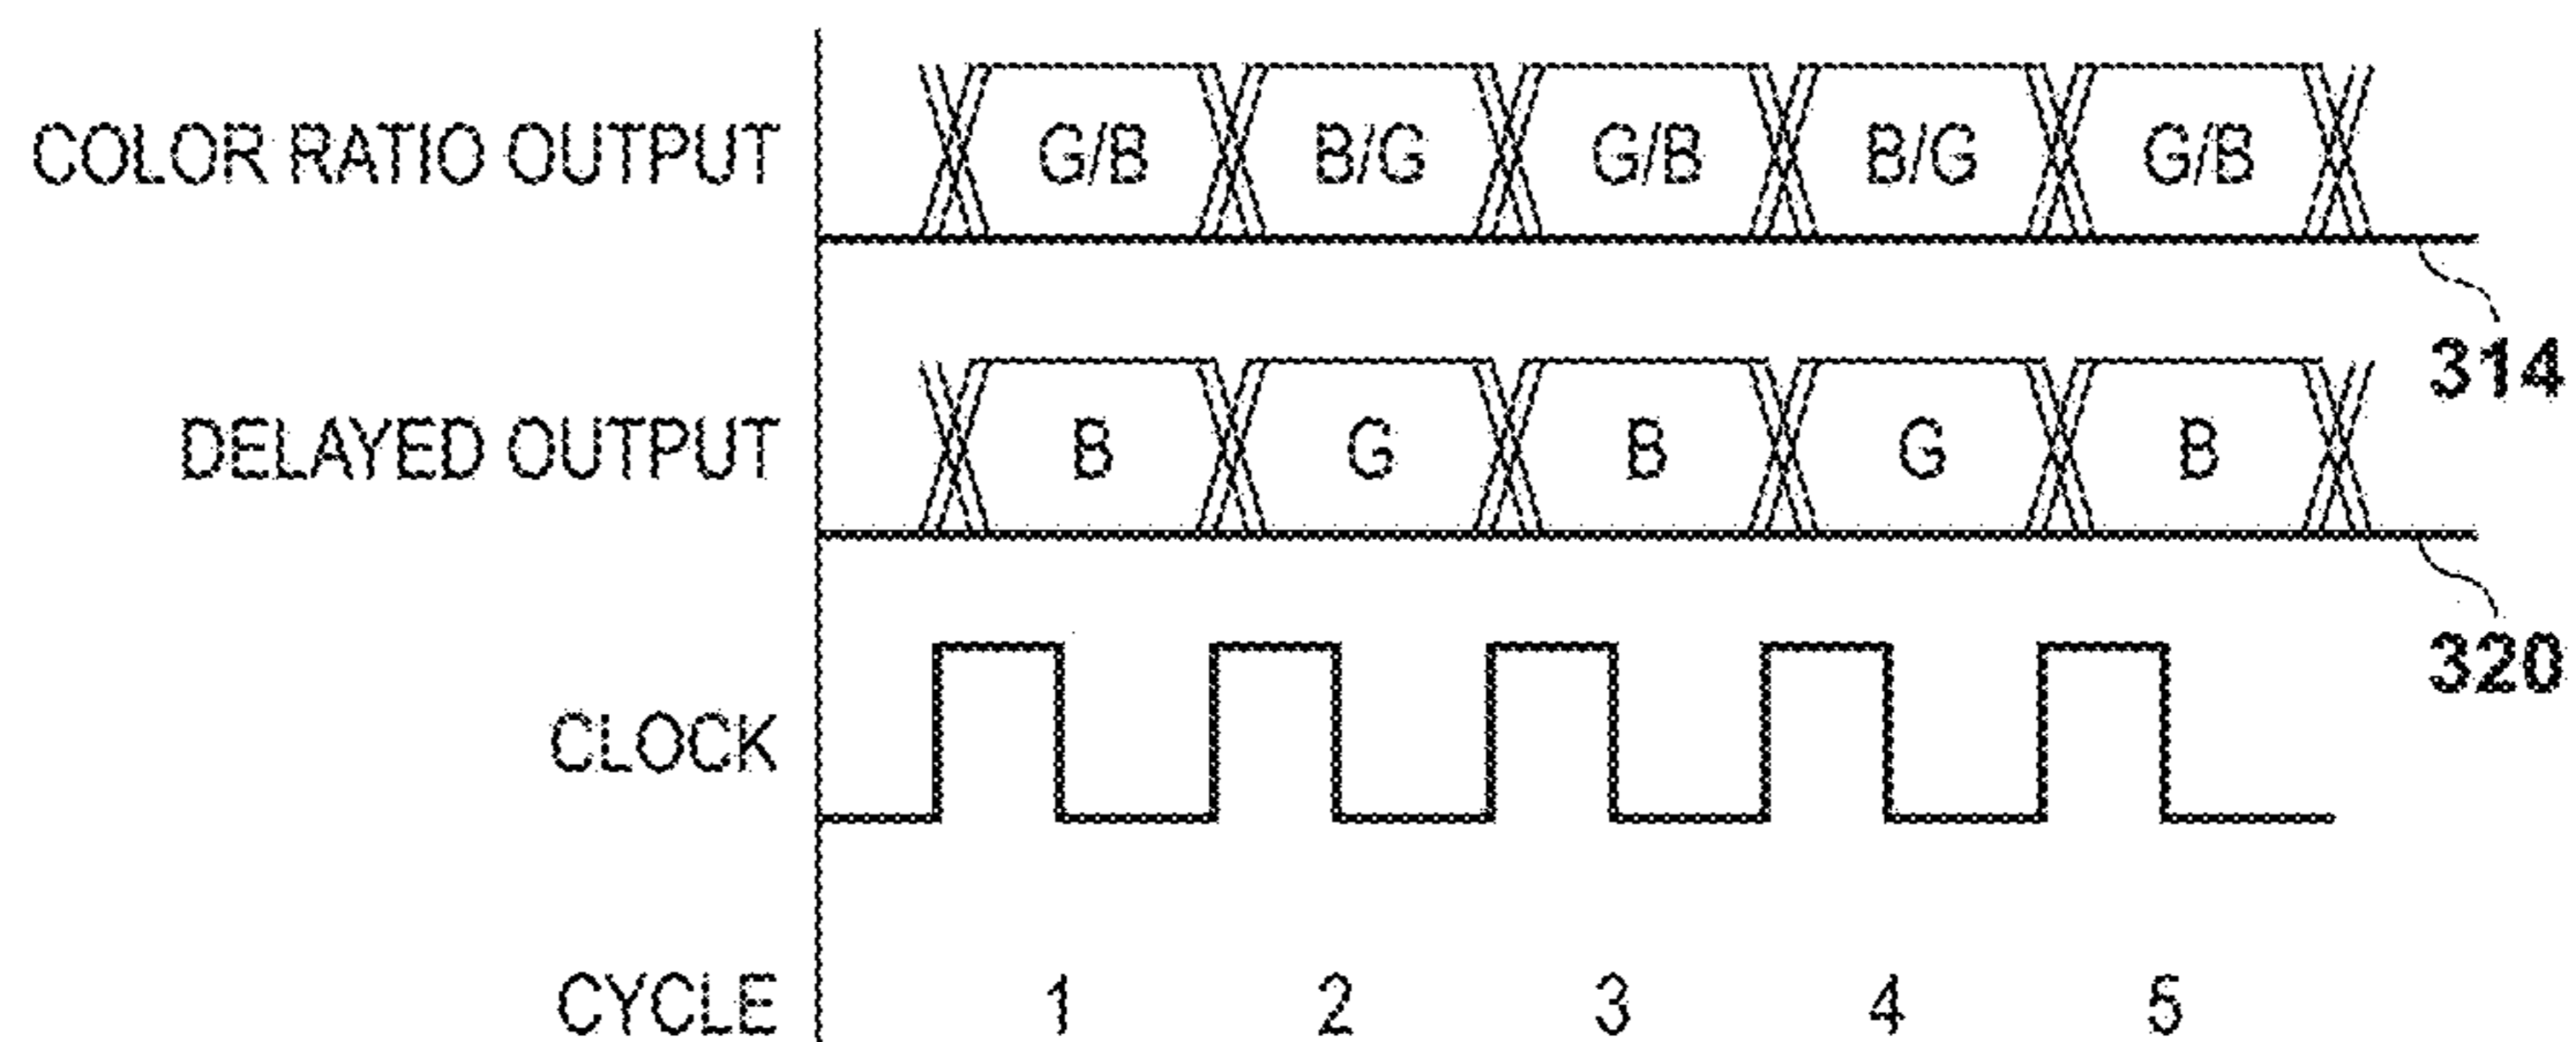 COLOR RATIO OUTPUT G/B B/G G/B B/G G/B
314
DELAYED OUTPUT B G B G B
320
CLOCK
CYCLE 1 2 3 4 5